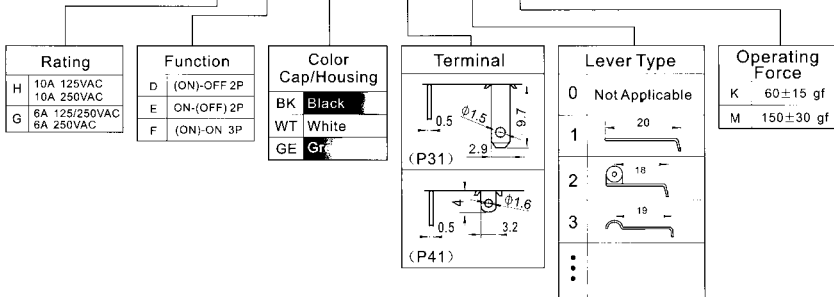 Rating
H 10A 125VAC
10A 250VAC
G 6A 125/250VAC
6A 250VAC
Function
D (ON)-OFF 2P
E ON-(OFF) 2P
F (ON)-ON 3P
Color
Cap/Housing
BK Black
WT White
GE Gr
Terminal
0.5
φ1.5
9.7
2.9
(P31)
4
φ1.6
0.5
3.2
(P41)
Lever Type
0 Not Applicable
1 20
2 18
3 19
Operating
Force
K 60±15 gf
M 150±30 gf